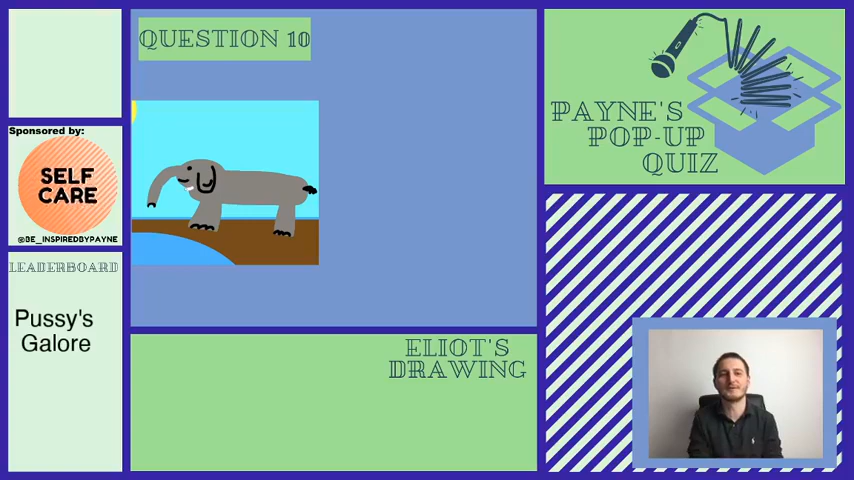 QUESTION 10
Sponsored by:
SELF
CARE
@BE_INSPIREDBYPAYNE
LEADERBOARD
Pussy's
Galore
ELIOT'S
DRAWING
PAYNE'S
POP-UP
QUIZ